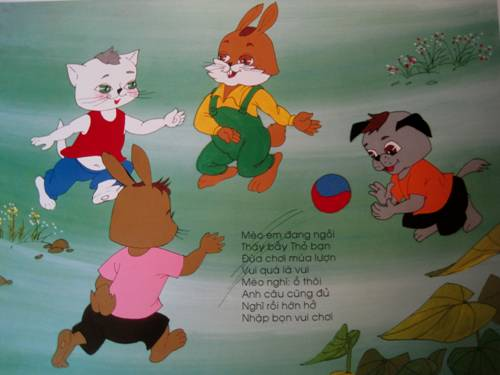 Mèo em đang ngồi
Thấy bầy Thỏ bạn
Đùa chơi múa lượn
Vui quá là vui
Mèo nghĩ: ồ thôi
Anh câu cũng đủ
Nghĩ rồi hớn hở
Nhập bọn vui chơi